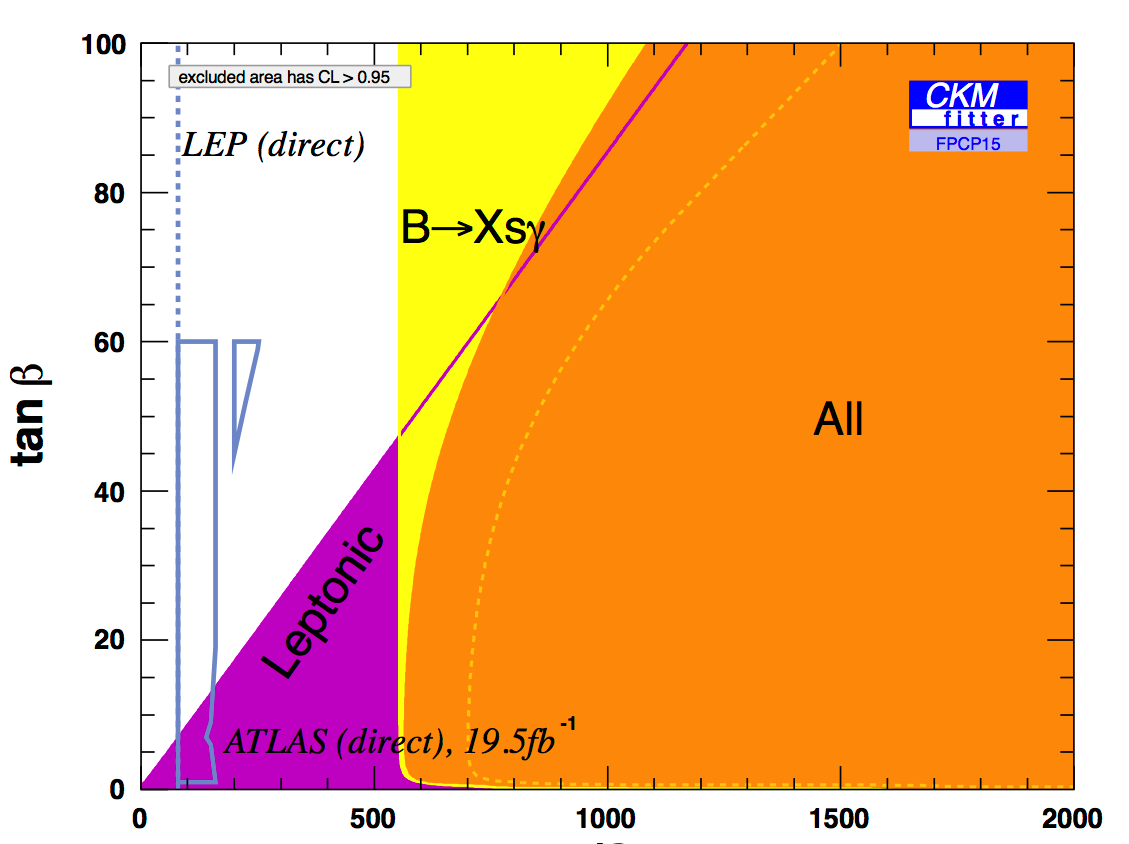 100
excluded area has CL > 0.95
CKM
fitter
FPCP15
LEP (direct)
80
B→Xsγ
60
tan β
All
40
Leptonic
20
ATLAS (direct), 19.5fb⁻¹
0
0 500 1000 1500 2000